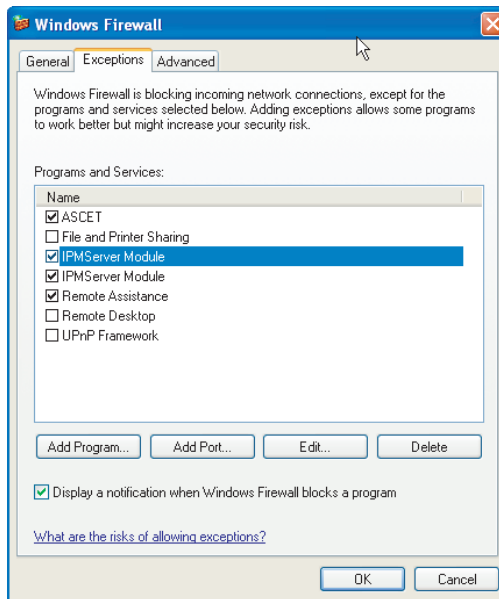 Windows Firewall
General Exceptions Advanced
Windows Firewall is blocking incoming network connections, except for the
programs and services selected below. Adding exceptions allows some programs
to work better but might increase your security risk.
Programs and Services:
Name
ASCET
File and Printer Sharing
IPMServer Module
IPMServer Module
Remote Assistance
Remote Desktop
UPnP Framework
Add Program... Add Port... Edit... Delete
Display a notification when Windows Firewall blocks a program
What are the risks of allowing exceptions?
OK Cancel